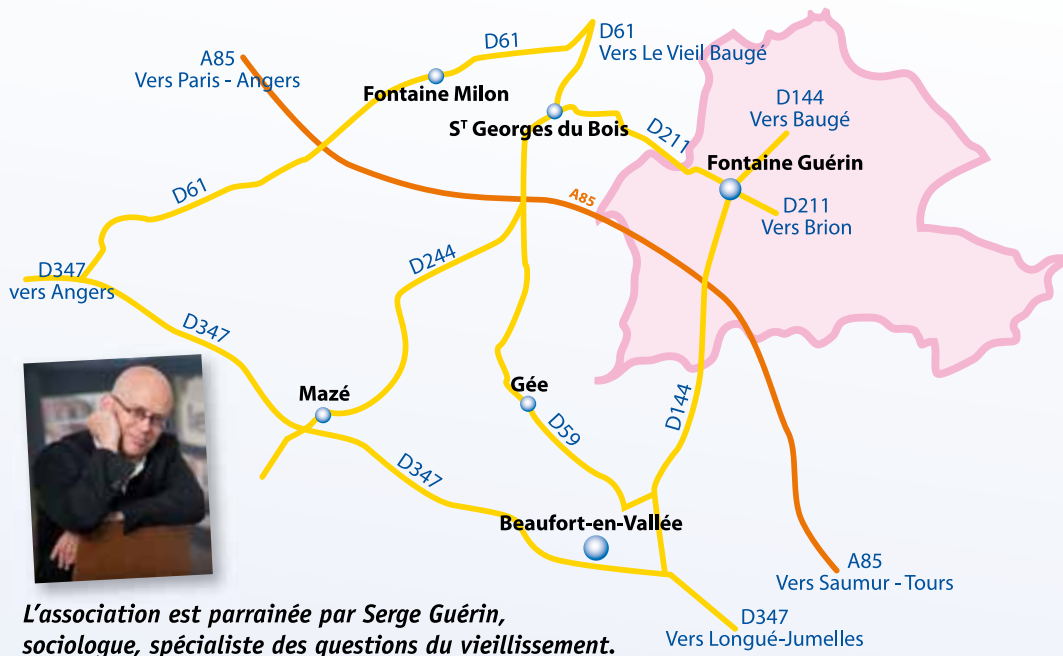 D61
Vers Le Vieil Baugé
D61
A85
Vers Paris - Angers
Fontaine Milon
Sᵀ Georges du Bois
D211
D144
Vers Baugé
Fontaine Guérin
D61
A85
D211
Vers Brion
D244
D347
vers Angers
D347
Mazé
Gée
D144
D59
D347
Beaufort-en-Vallée
A85
Vers Saumur - Tours
D347
Vers Longué-Jumelles
L'association est parrainée par Serge Guérin,
sociologue, spécialiste des questions du vieillissement.